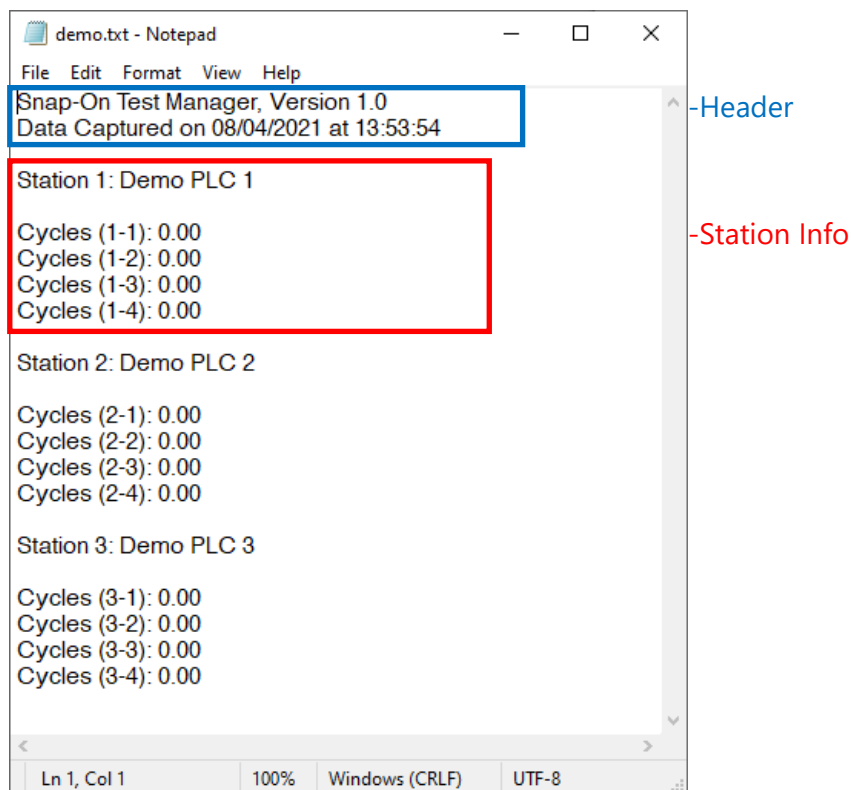 demo.txt - Notepad
File Edit Format View Help
Snap-On Test Manager, Version 1.0
Data Captured on 08/04/2021 at 13:53:54
-Header
Station 1: Demo PLC 1
Cycles (1-1): 0.00
-Station Info
Cycles (1-2): 0.00
Cycles (1-3): 0.00
Cycles (1-4): 0.00
Station 2: Demo PLC 2
Cycles (2-1): 0.00
Cycles (2-2): 0.00
Cycles (2-3): 0.00
Cycles (2-4): 0.00
Station 3: Demo PLC 3
Cycles (3-1): 0.00
Cycles (3-2): 0.00
Cycles (3-3): 0.00
Cycles (3-4): 0.00
Ln 1, Col 1 100% Windows (CRLF) UTF-8